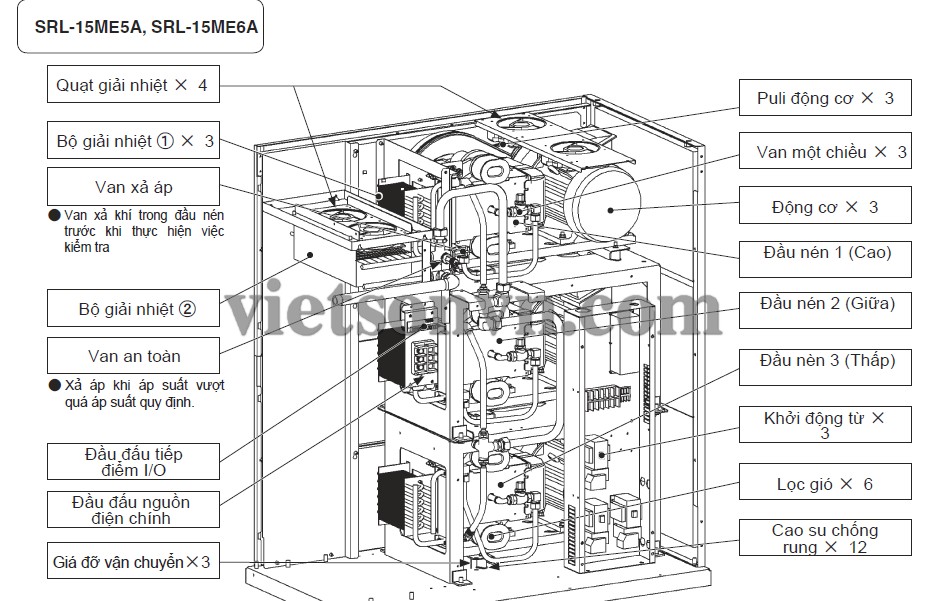 SRL-15ME5A, SRL-15ME6A
Quạt giải nhiệt × 4
Bộ giải nhiệt ① × 3
Van xả áp
● Van xả khí trong đầu nén
trước khi thực hiện việc
kiểm tra
Bộ giải nhiệt ②
Van an toàn
● Xả áp khi áp suất vượt
quá áp suất quy định.
Đầu đấu tiếp
điểm I/O
Đầu đấu nguồn
điện chính
Giá đỡ vận chuyển×3
Puli động cơ × 3
Van một chiều × 3
Động cơ × 3
Đầu nén 1 (Cao)
Đầu nén 2 (Giữa)
Đầu nèn 3 (Thấp)
Khởi động từ ×
3
Lọc gió × 6
Cao su chống
rung × 12
vietsonvn.com